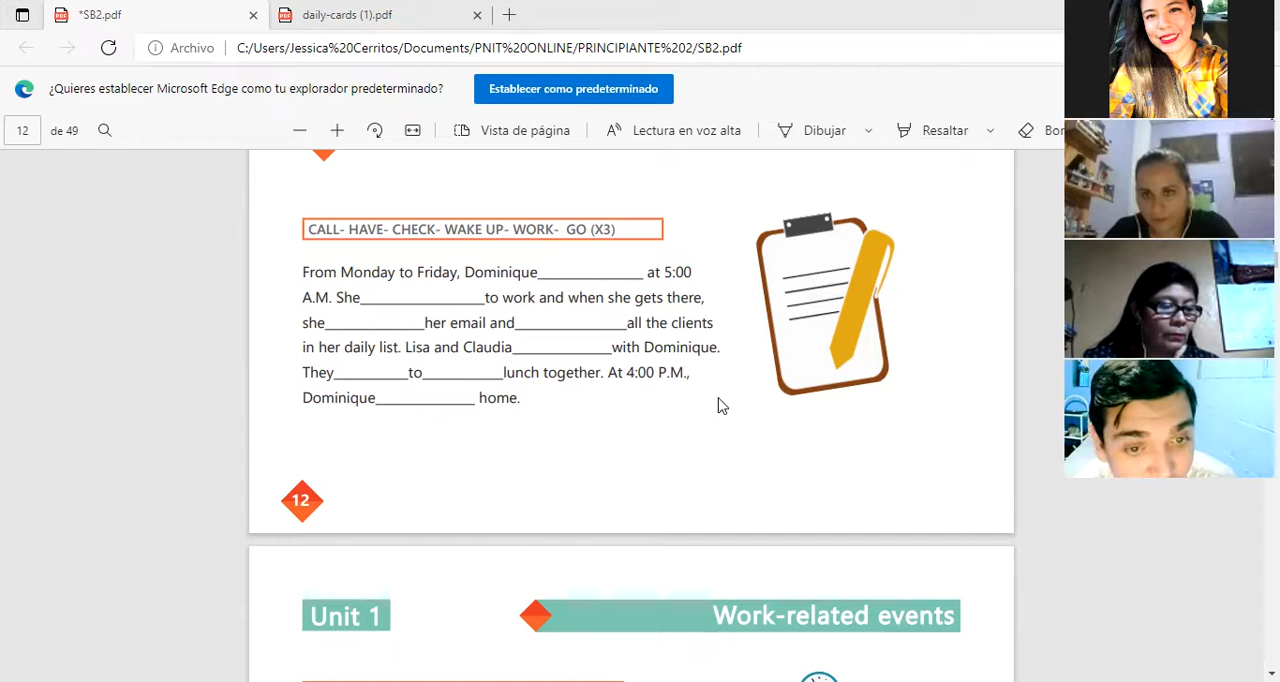 *SB2.pdf
daily-cards (1).pdf
Archivo
C:/Users/Jessica%20Cerritos/Documents/PNIT%20ONLINE/PRINCIPIANTE%202/SB2.pdf
¿Quieres establecer Microsoft Edge como tu explorador predeterminado?
Establecer como predeterminado
12 de 49
Vista de página
Lectura en voz alta
Dibujar
Resaltar
CALL- HAVE- CHECK- WAKE UP- WORK- GO (X3)
From Monday to Friday, Dominique_____________ at 5:00
A.M. She_______________to work and when she gets there,
she____________her email and______________all the clients
in her daily list. Lisa and Claudia____________with Dominique.
They_________to__________lunch together. At 4:00 P.M.,
Dominique____________ home.
12
Unit 1
Work-related events